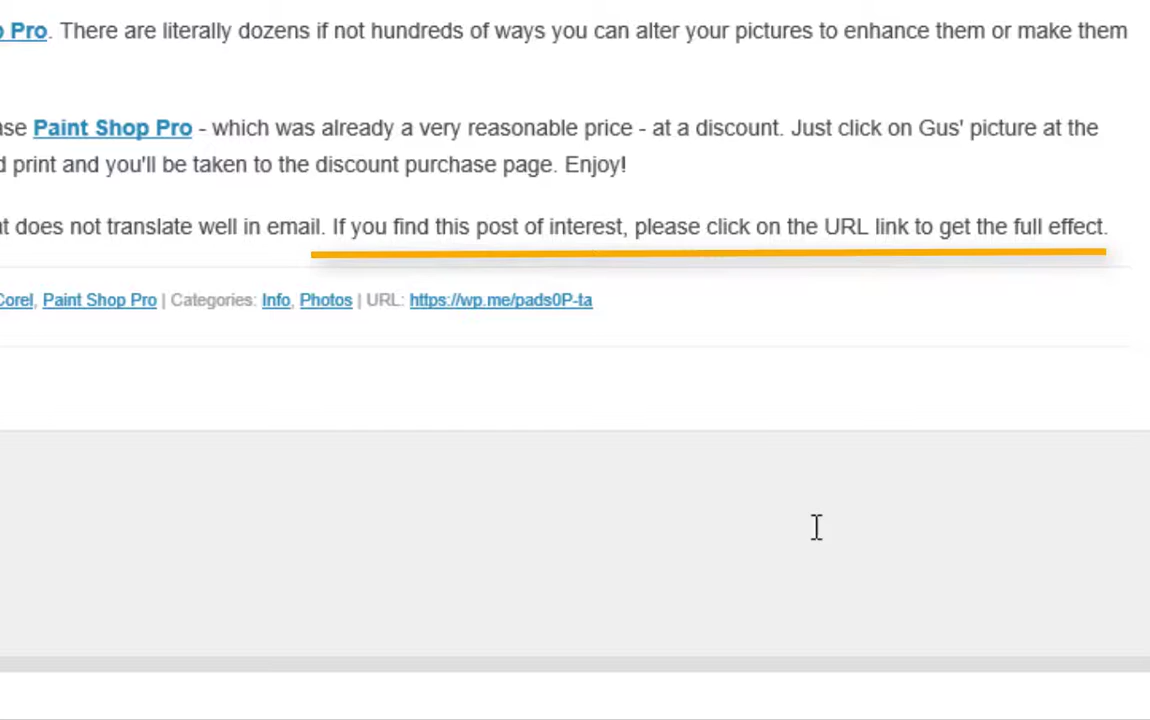 Pro. There are literally dozens if not hundreds of ways you can alter your pictures to enhance them or make them
Paint Shop Pro - which was already a very reasonable price - at a discount. Just click on Gus' picture at the
print and you'll be taken to the discount purchase page. Enjoy!
does not translate well in email. If you find this post of interest, please click on the URL link to get the full effect.
Corel, Paint Shop Pro | Categories: Info, Photos | URL: https://wp.me/pads0P-ta